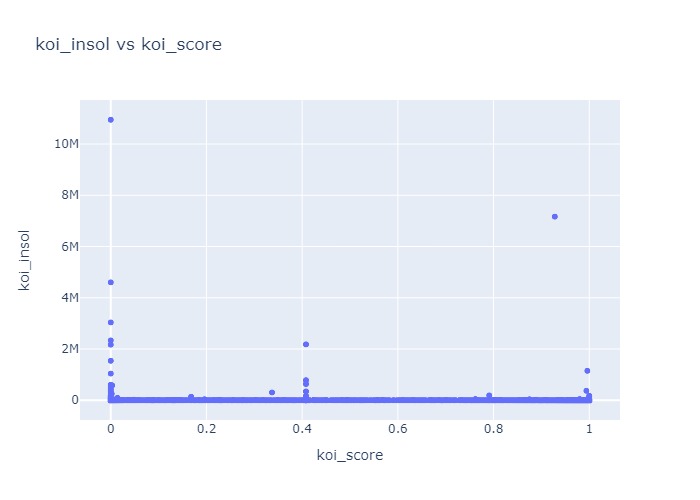 koi_insol vs koi_score
10M
8M
6M
4M
2M
0
koi_insol
0
0.2
0.4
0.6
0.8
1
koi_score